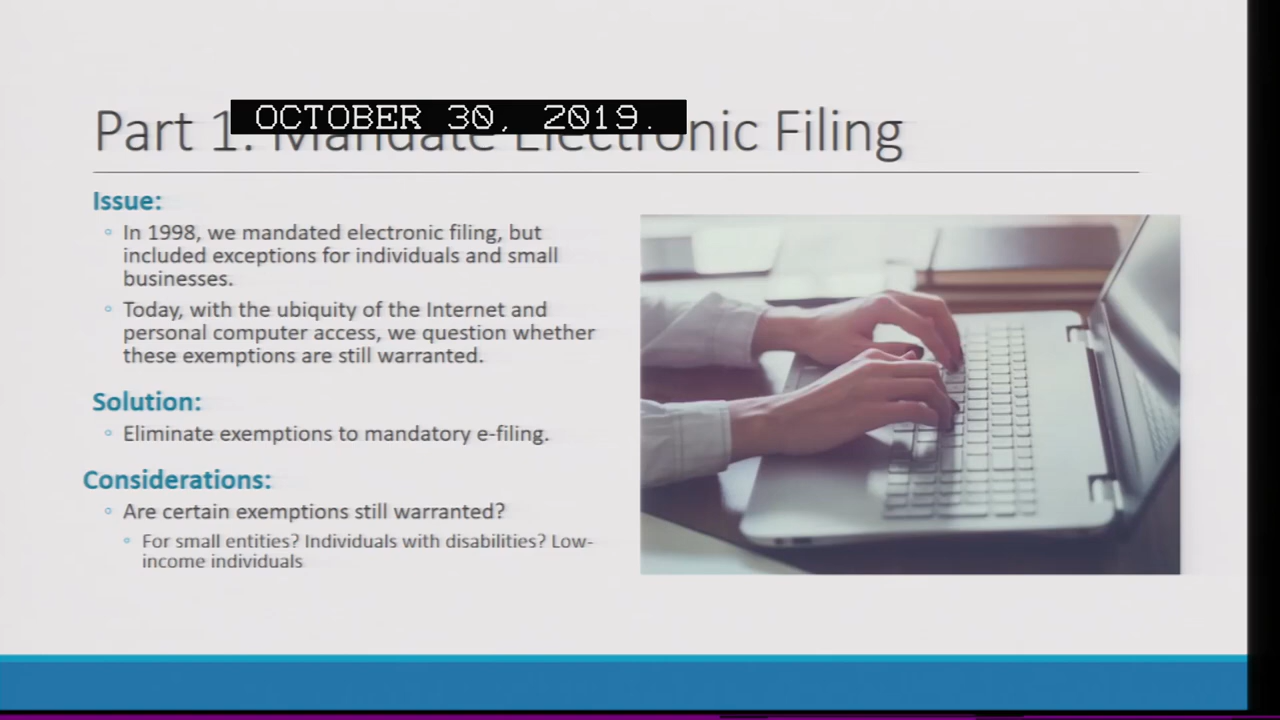 OCTOBER 30, 2019.
Part 1: Mandate Electronic Filing
Issue:
In 1998, we mandated electronic filing, but
included exceptions for individuals and small
businesses.
Today, with the ubiquity of the Internet and
personal computer access, we question whether
these exemptions are still warranted.
Solution:
Eliminate exemptions to mandatory e-filing.
Considerations:
Are certain exemptions still warranted?
For small entities? Individuals with disabilities? Low-
income individuals